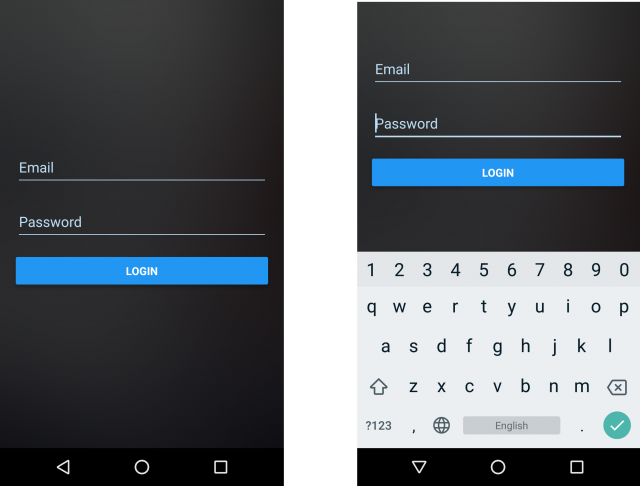 Email
Password
LOGIN
Email
Password
LOGIN
1 2 3 4 5 6 7 8 9 0
q w e r t y u i o p
a s d f g h j k l
z x c v b n m
?123 , English .